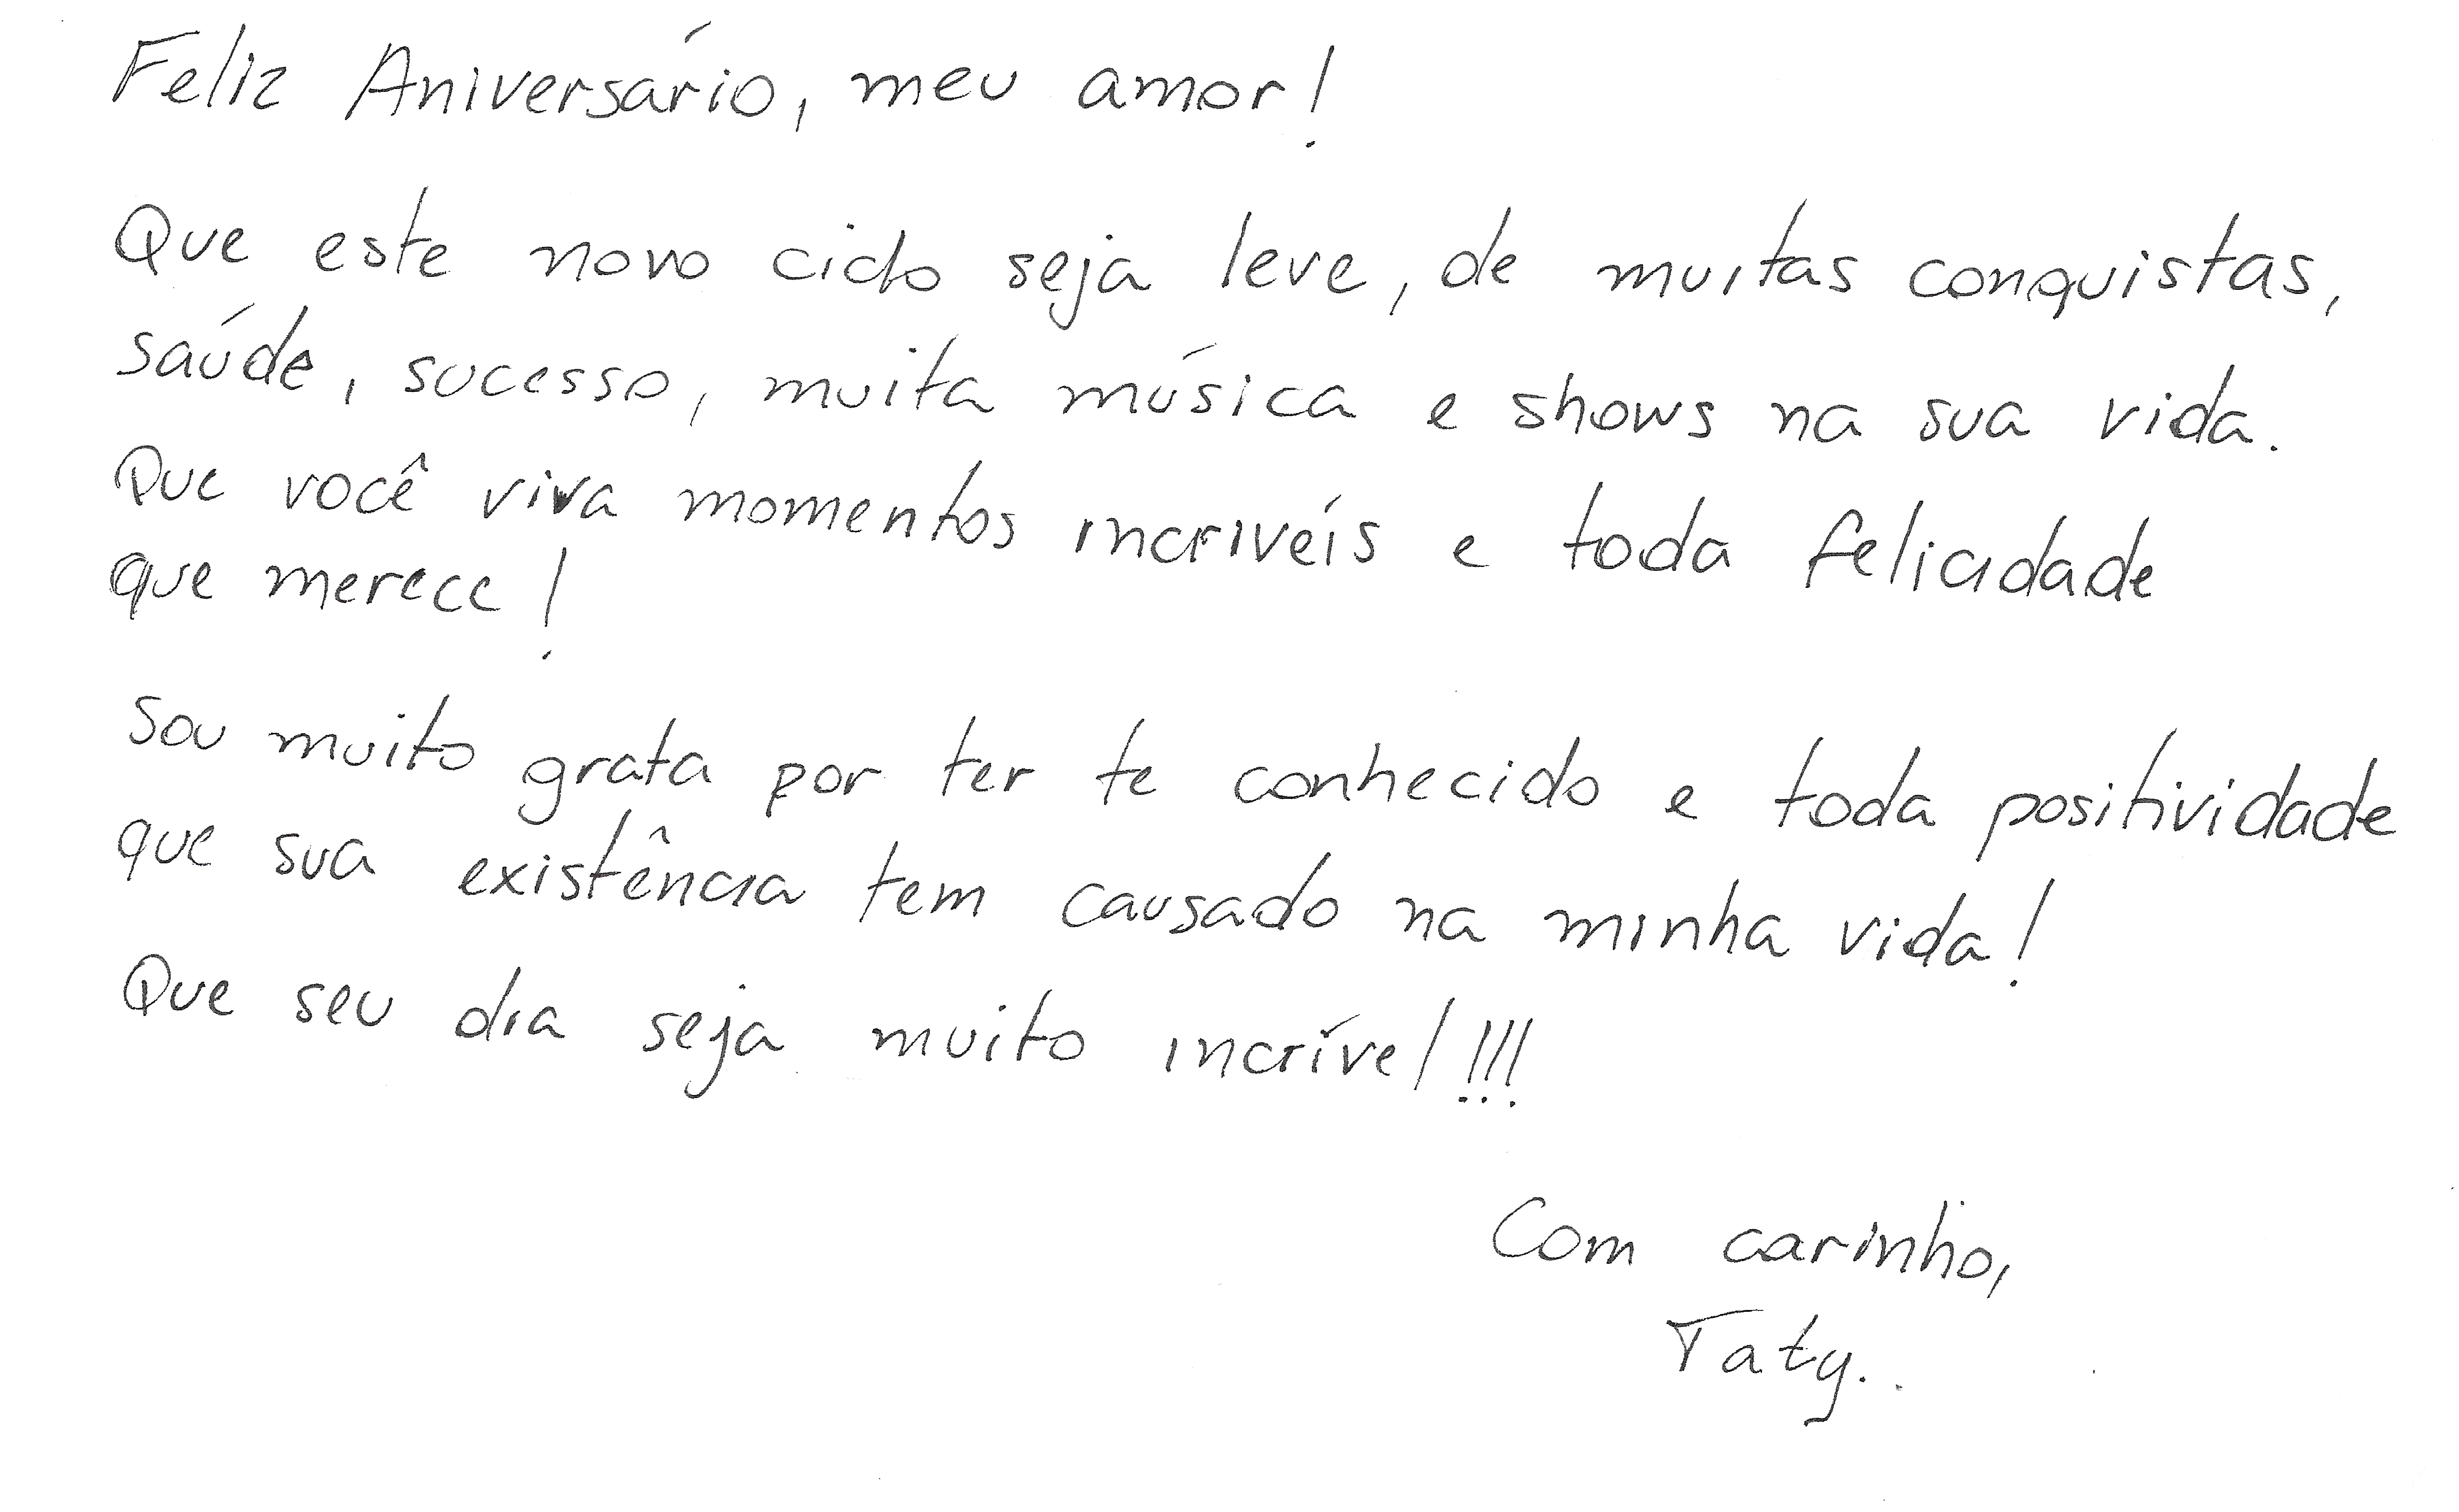 Feliz Aniversário, meu amor!
Que este novo ciclo seja leve, de muitas conquistas,
saúde, sucesso, muita música e shows na sua vida.
Que você viva momentos incrivéis e toda felicidade
que merece!
Sou muito grata por ter te conhecido e toda positividade
que sua existência tem causado na minha vida!
Que seu dia seja muito incrível!!!
Com carinho,
Taty..